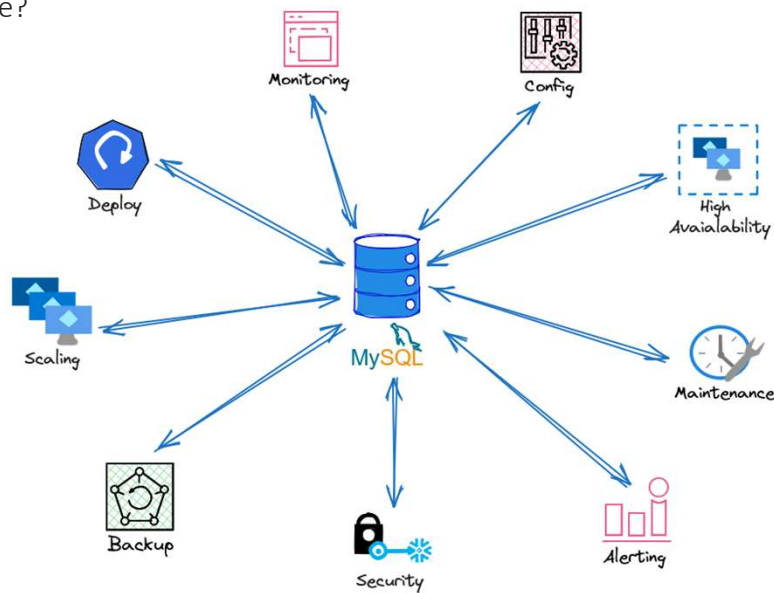 e?
Monitoring
Config
Deploy
High
Avaialability
Scaling
MySQL
Maintenance
Backup
Security
Alerting